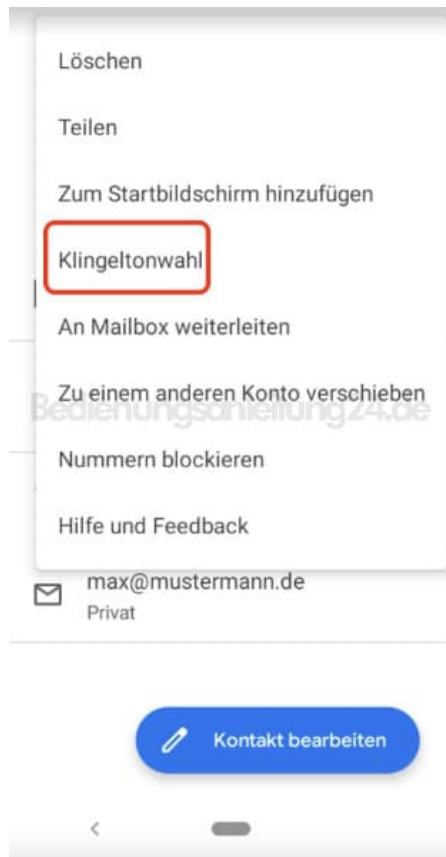 Löschen
Teilen
Zum Startbildschirm hinzufügen
Klingeltonwahl
An Mailbox weiterleiten
Zu einem anderen Konto verschieben
Bedienungsanleitung24.de
Nummern blockieren
Hilfe und Feedback
max@mustermann.de
Privat
Kontakt bearbeiten